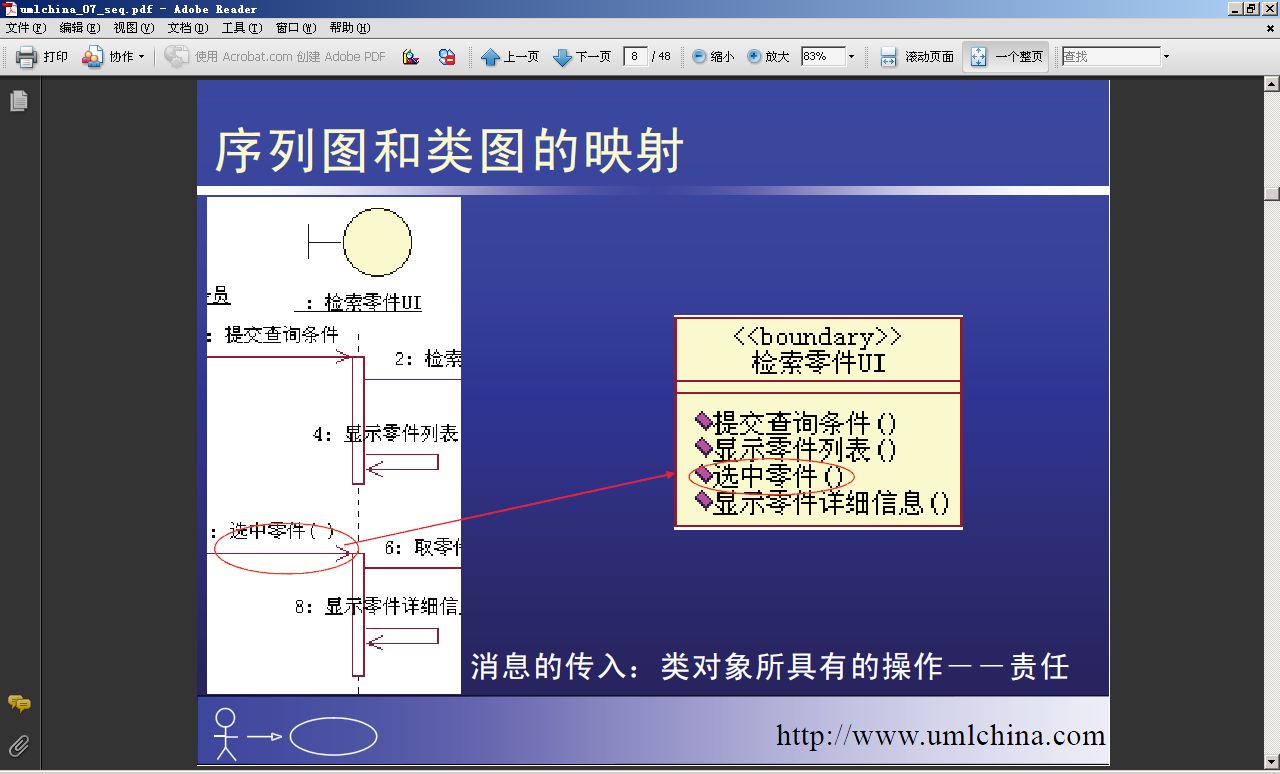 umlchina_07_seq.pdf - Adobe Reader
文件(F) 编辑(E) 视图(V) 文档(D) 工具(T) 窗口(W) 帮助(H)
打印 协作 使用 Acrobat.com 创建 Adobe PDF 上一页 下一页 8 / 48 缩小 放大 83% 滚动页面 一个整页 查找
序列图和类图的映射
员
: 检索零件UI
: 提交查询条件
2: 检索
4: 显示零件列表
: 选中零件( )
6: 取零件
8: 显示零件详细信
<<boundary>>
检索零件UI
提交查询条件()
显示零件列表()
选中零件()
显示零件详细信息()
消息的传入：类对象所具有的操作－－责任
http://www.umlchina.com